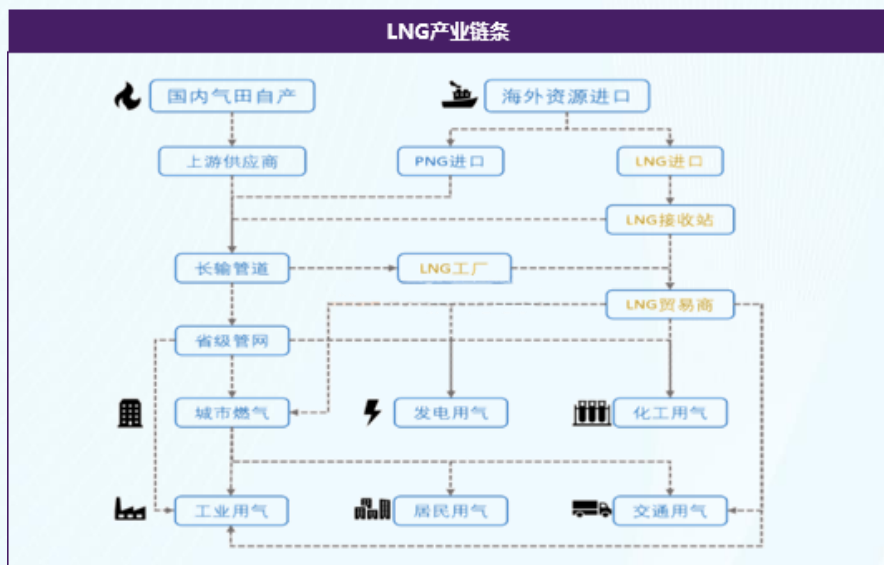 LNG产业链条
国内气田自产
海外资源进口
上游供应商
PNG进口
LNG进口
LNG接收站
长输管道
LNG工厂
LNG贸易商
省级管网
城市燃气
发电用气
化工用气
工业用气
居民用气
交通用气